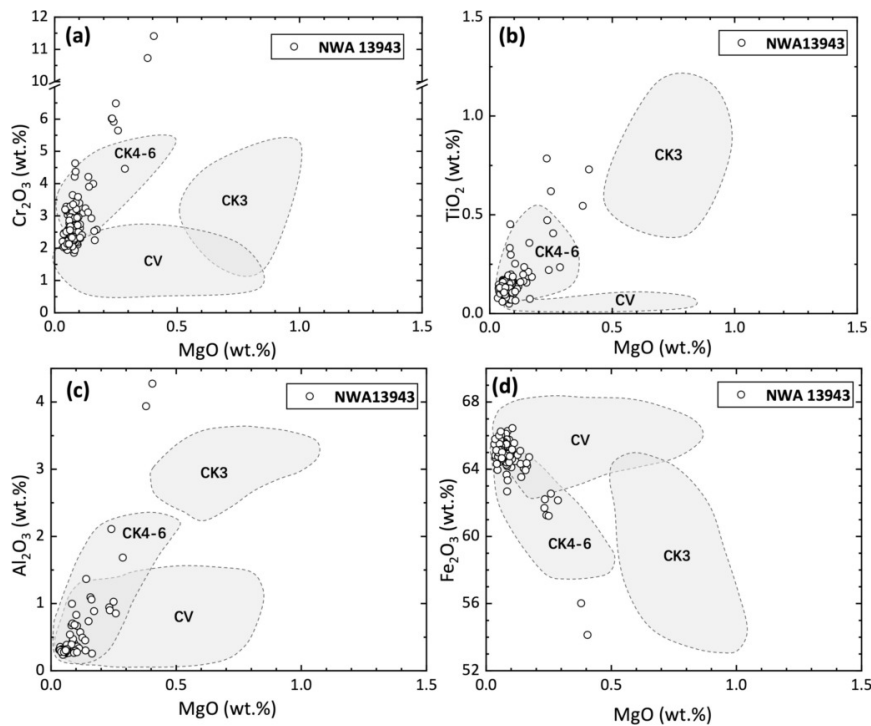 (a)
NWA 13943
12
11
10
6
5
4
3
2
1
0
Cr₂O₃ (wt.%)
CK4-6
CK3
CV
0.0 0.5 1.0 1.5
MgO (wt.%)
(b)
NWA13943
1.5
1.0
0.5
0.0
TiO₂ (wt.%)
CK3
CK4-6
CV
0.0 0.5 1.0 1.5
MgO (wt.%)
(c)
NWA13943
4
3
2
1
0
Al₂O₃ (wt.%)
CK3
CK4-6
CV
0.0 0.5 1.0 1.5
MgO (wt.%)
(d)
NWA 13943
68
64
60
56
52
Fe₂O₃ (wt.%)
CV
CK4-6
CK3
0.0 0.5 1.0 1.5
MgO (wt.%)